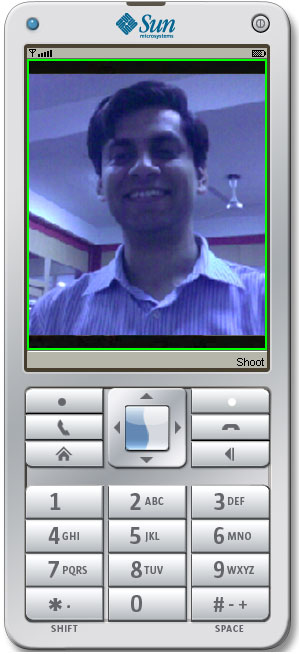 Sun
microsystems
Shoot
1 2 ABC 3 DEF
4 GHI 5 JKL 6 MNO
7 PQRS 8 TUV 9 WXYZ
* . 0 # - +
SHIFT SPACE